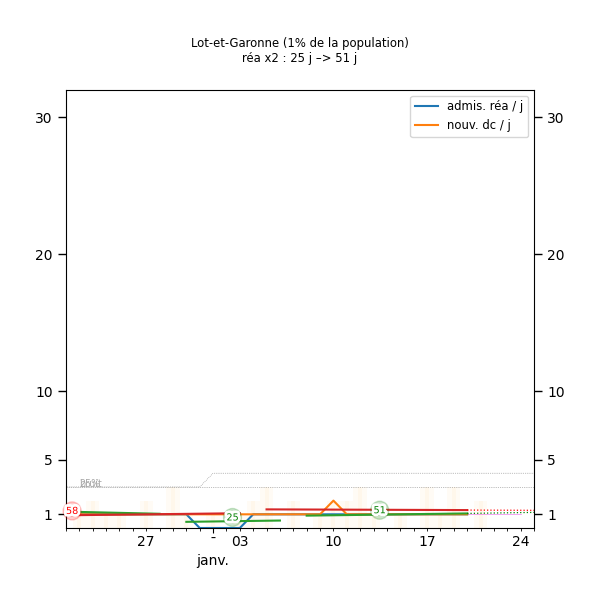 Lot-et-Garonne (1% de la population)
réa x2 : 25 j –> 51 j
admis. réa / j
nouv. dc / j
30 30
20 20
10 10
5 5
1 1
58 25 51
27 - 03 10 17 24
janv.